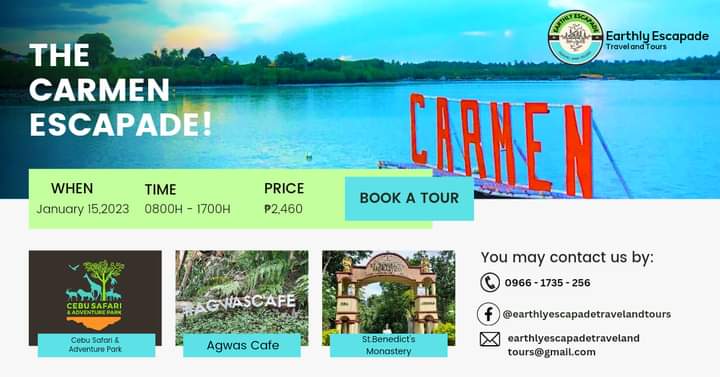 THE
CARMEN
ESCAPADE!
EARTHLY ESCAPADE
Earthly Escapade
Travel and Tours
CARMEN
WHEN
January 15,2023
TIME
0800H - 1700H
PRICE
₱2,460
BOOK A TOUR
CEBU SAFARI
& ADVENTURE PARK
Cebu Safari &
Adventure Park
#AGWASCAFE
Agwas Cafe
St.Benedict's
Monastery
You may contact us by:
0966 - 1735 - 256
@earthlyescapadetravelandtours
earthlyescapadetraveland
tours@gmail.com